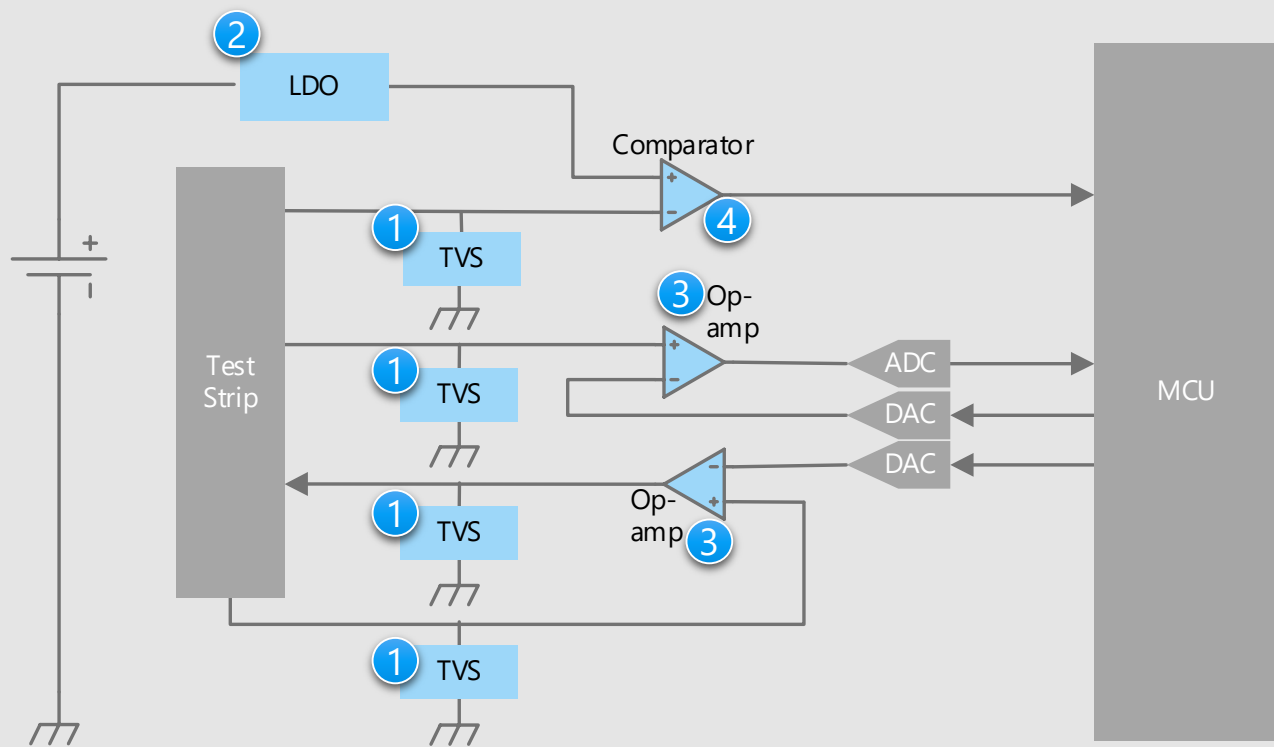 2
LDO
Comparator
+
−
4
1
TVS
+
−
3
Op-
amp
+
−
ADC
1
TVS
Test
Strip
MCU
DAC
DAC
−
+
Op-
amp
3
1
TVS
1
TVS